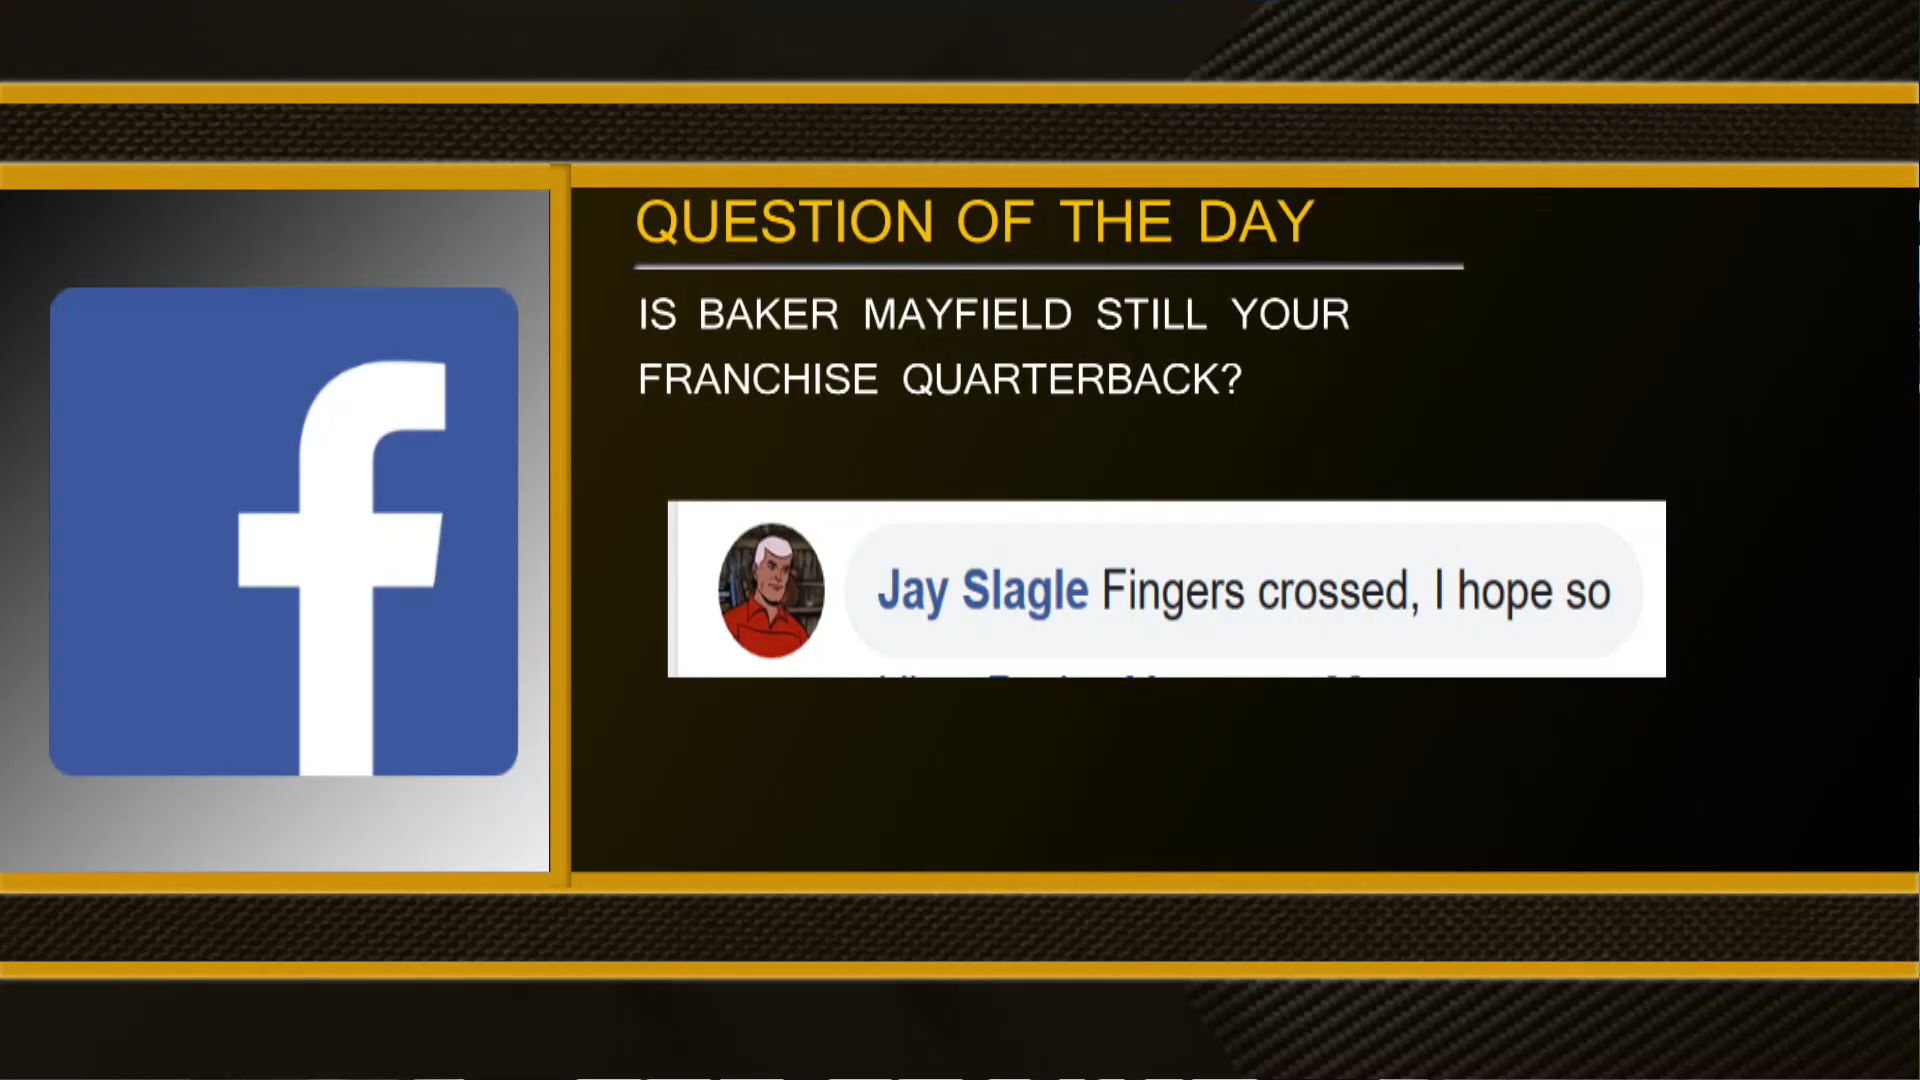 QUESTION OF THE DAY
IS BAKER MAYFIELD STILL YOUR
FRANCHISE QUARTERBACK?
Jay Slagle Fingers crossed, I hope so